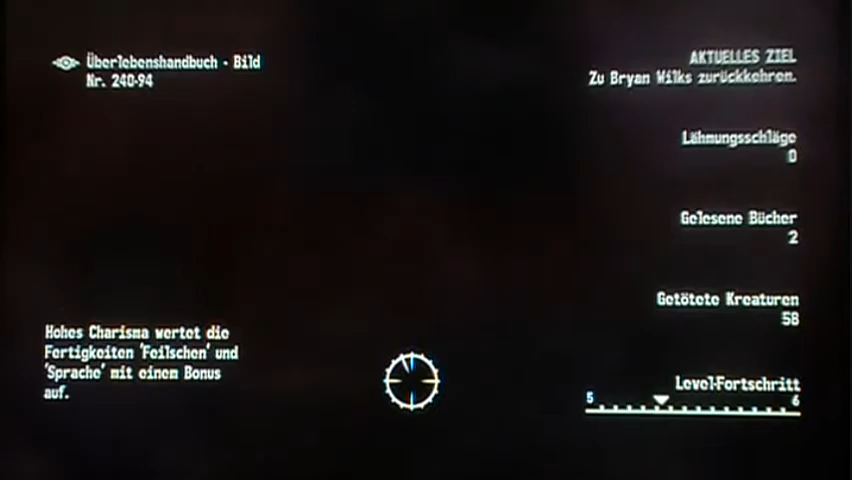 Überlebenshandbuch - Bild
Nr. 240-94
AKTUELLES ZIEL
Zu Bryan Wilks zurückkehren.
Lähmungsschläge
0
Gelesene Bücher
2
Getötete Kreaturen
58
Hohes Charisma wertet die
Fertigkeiten 'Feilschen' und
'Sprache' mit einem Bonus
auf.
Level-Fortschritt
5
6